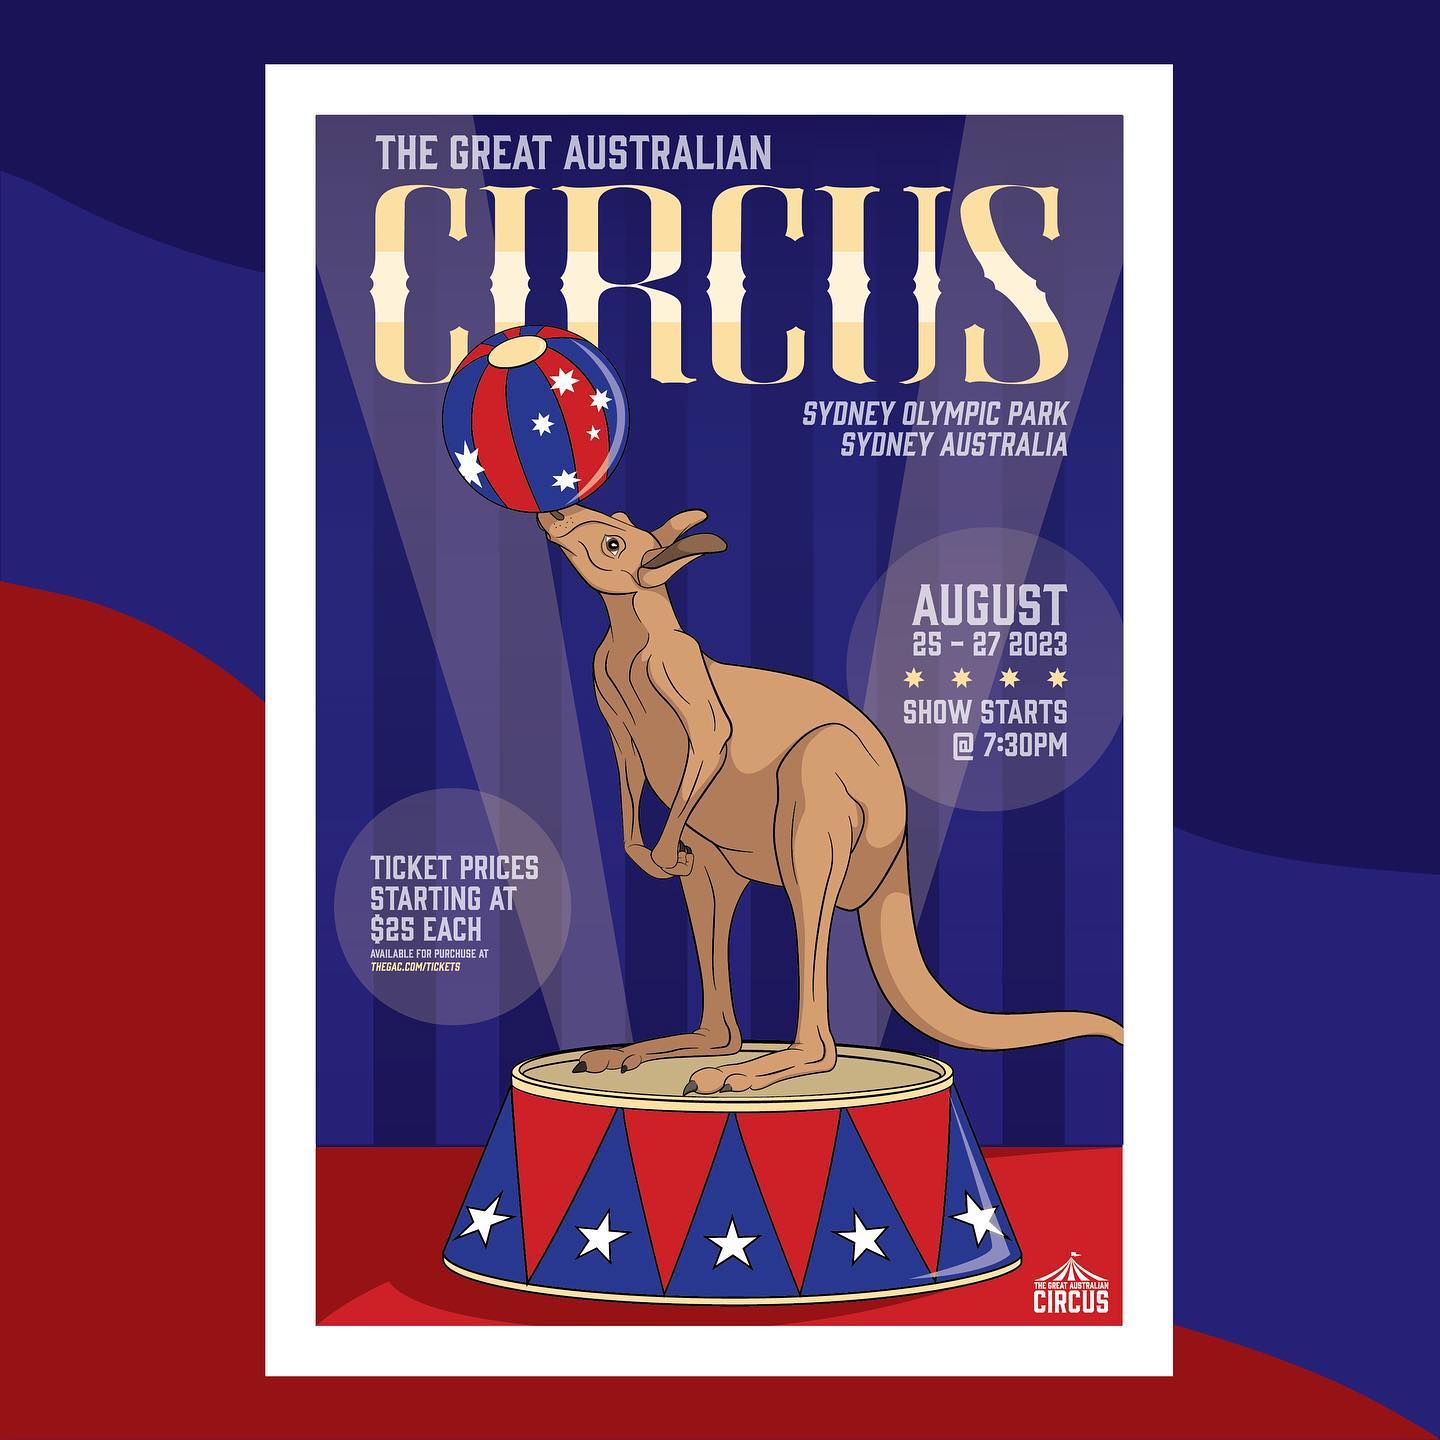 THE GREAT AUSTRALIAN
CIRCUS
SYDNEY OLYMPIC PARK
SYDNEY AUSTRALIA
AUGUST
25 - 27 2023
SHOW STARTS
@ 7:30PM
TICKET PRICES
STARTING AT
$25 EACH
AVAILABLE FOR PURCHUSE AT
THEGAC.COM/TICKETS
THE GREAT AUSTRALIAN
CIRCUS